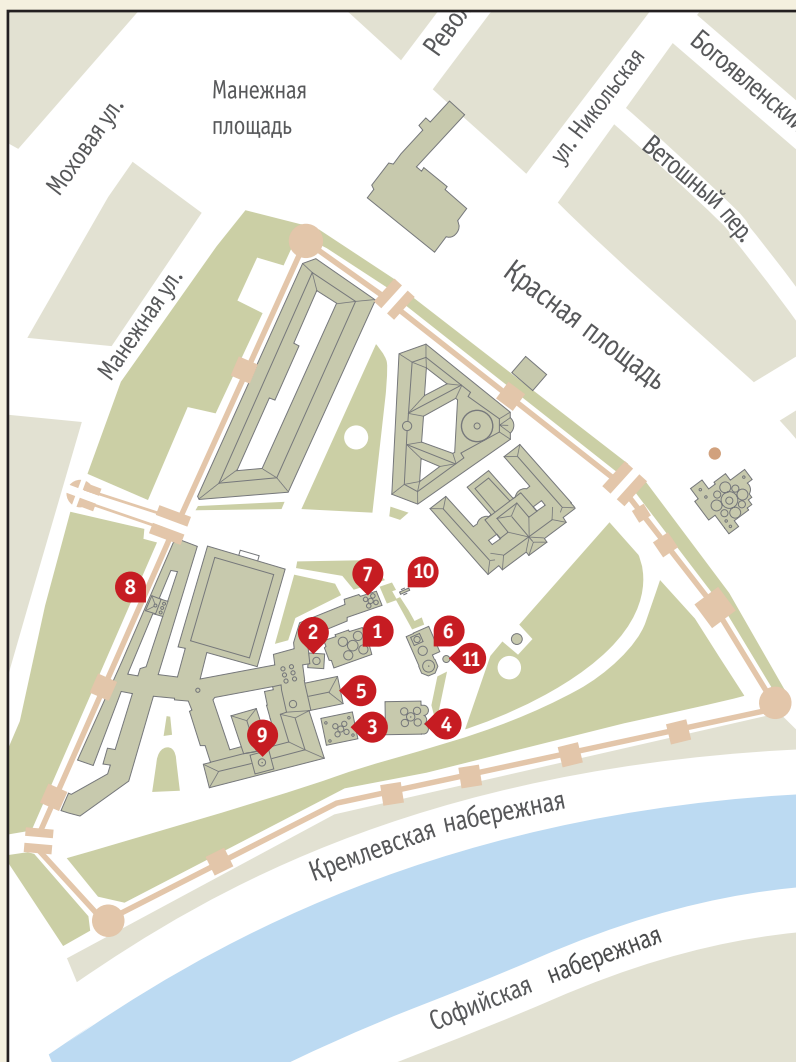 Рево
Богоявленский
Манежная
площадь
ул. Никольская
Моховая ул.
Ветошный пер.
Красная площадь
Манежная ул.
8
7
10
2
1
6
11
5
3
4
9
Кремлевская набережная
Софийская набережная